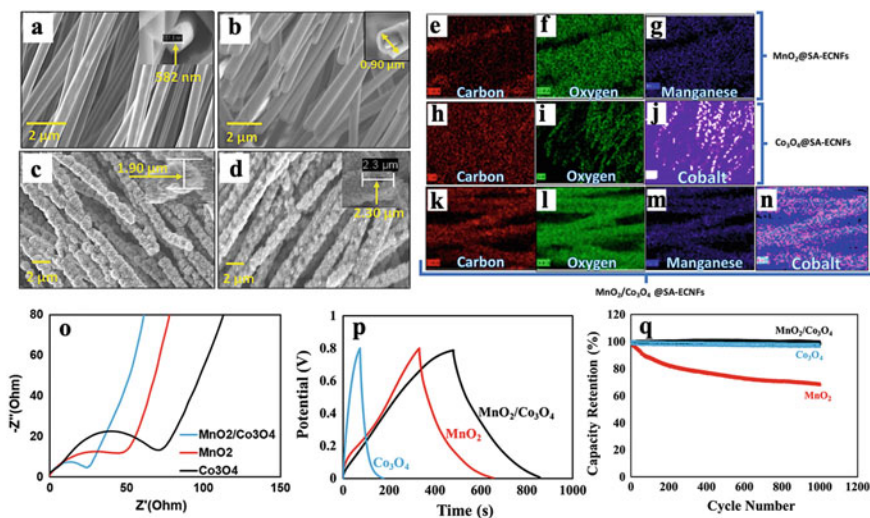 a
582 nm
2 µm
b
0.90 µm
2 µm
c
1.90 µm
2 µm
d
2.3 µm
2.30 µm
2 µm
e
Carbon
f
Oxygen
g
Manganese
MnO₂@SA-ECNFs
h
Carbon
i
Oxygen
j
Cobalt
Co₃O₄@SA-ECNFs
k
Carbon
l
Oxygen
m
Manganese
n
Cobalt
MnO₂/Co₃O₄ @SA-ECNFs
o
-Z''(Ohm)
80
60
40
20
0
0
50
100
150
Z'(Ohm)
MnO2/Co3O4
MnO2
Co3O4
p
Potential (V)
1
0.8
0.6
0.4
0.2
0
0
200
400
600
800
1000
Time (s)
MnO₂/Co₃O₄
MnO₂
Co₃O₄
q
Capacity Retention (%)
120
100
80
60
40
20
0
0
200
400
600
800
1000
Cycle Number
MnO₂/Co₃O₄
Co₃O₄
MnO₂